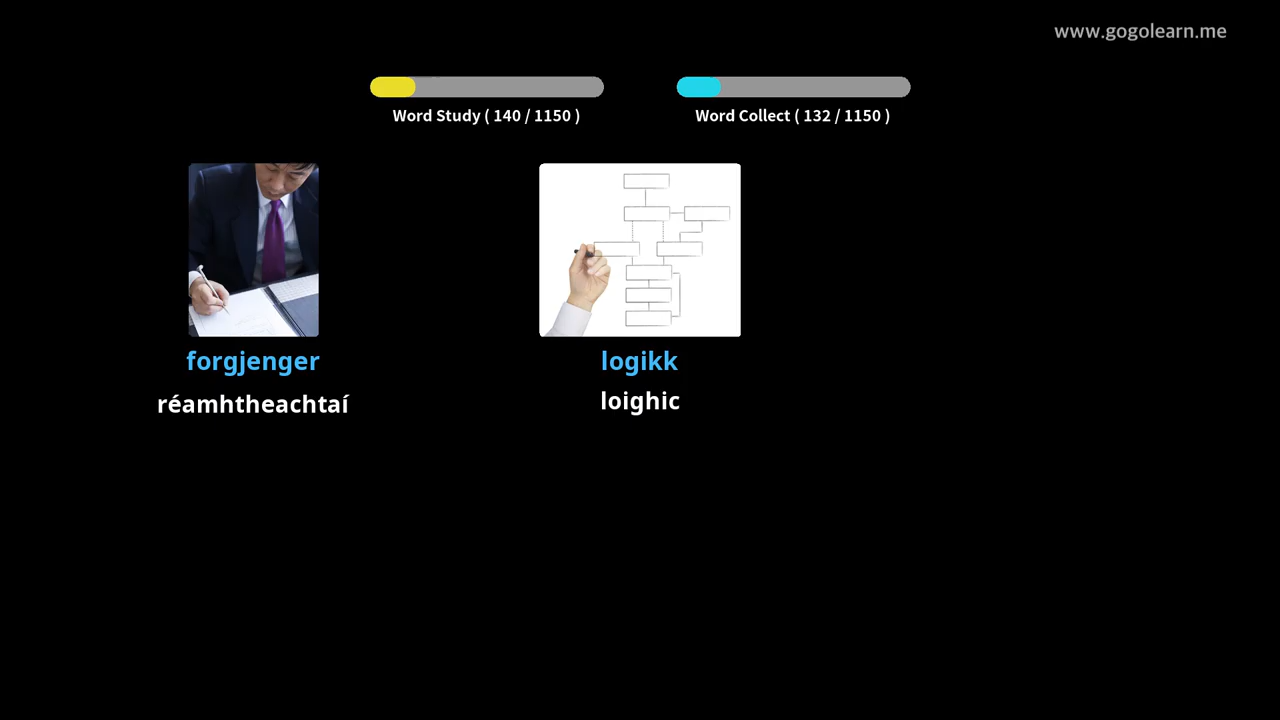 www.gogolearn.me
Word Study ( 140 / 1150 )
Word Collect ( 132 / 1150 )
forgjenger
réamhtheachtaí
logikk
loighic